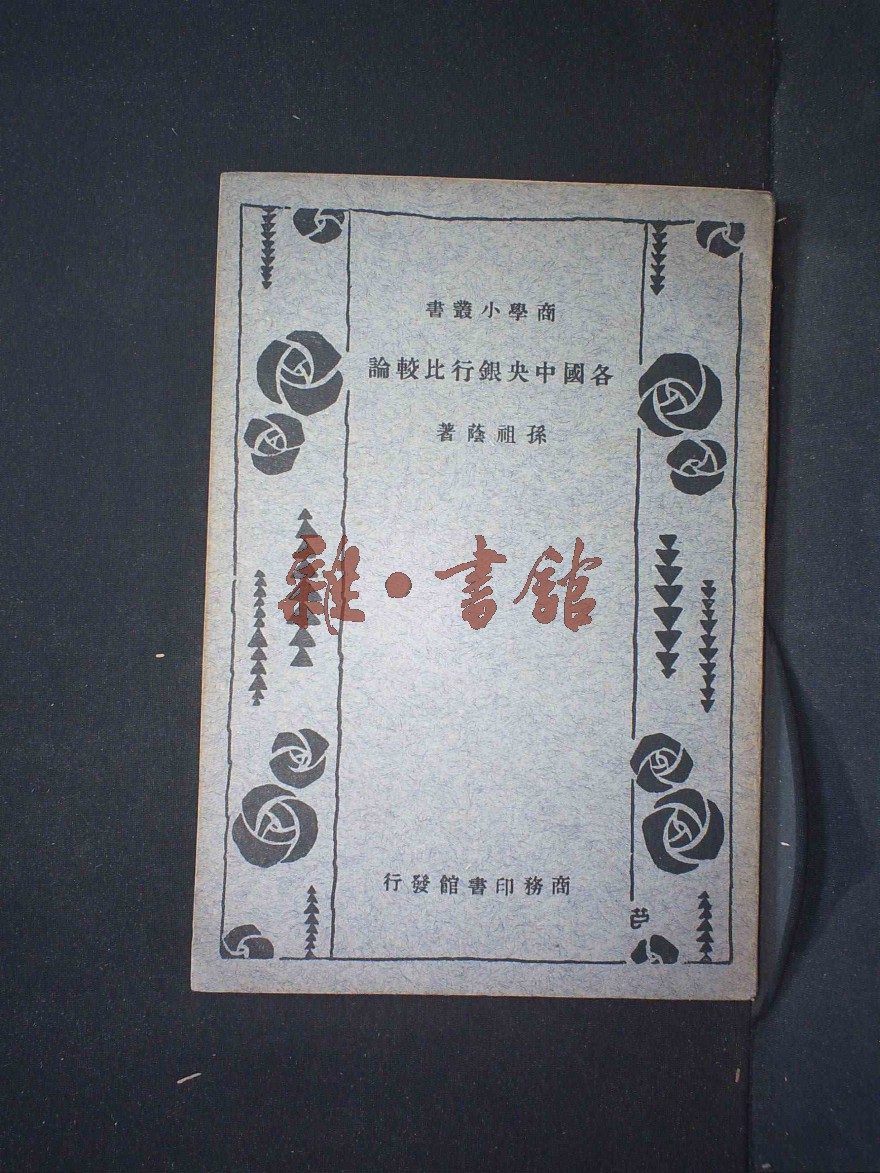 商學小叢書
各國中央銀行比較論
孫祖蔭著
雜·書館
商務印書館發行